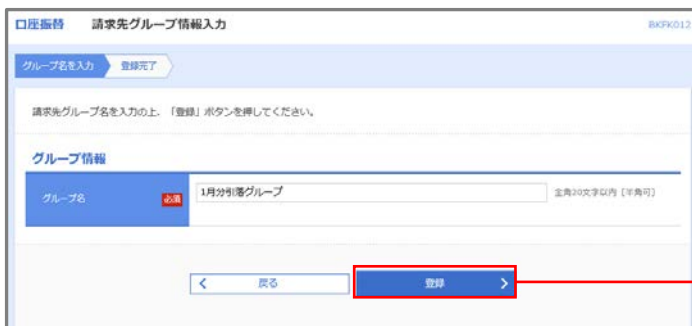 口座振替 請求先グループ情報入力 BKFK012
グループ名を入力 登録完了
請求先グループ名を入力の上、「登録」ボタンを押してください。
グループ情報
グループ名 必須 1月分引落グループ 全角20文字以内 [半角可]
戻る 登録